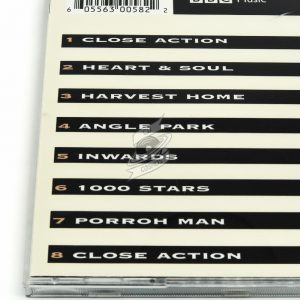 6 05563 00582 2
Music
1 CLOSE ACTION
2 HEART & SOUL
3 HARVEST HOME
4 ANGLE PARK
5 INWARDS
6 1000 STARS
7 PORROH MAN
8 CLOSE ACTION